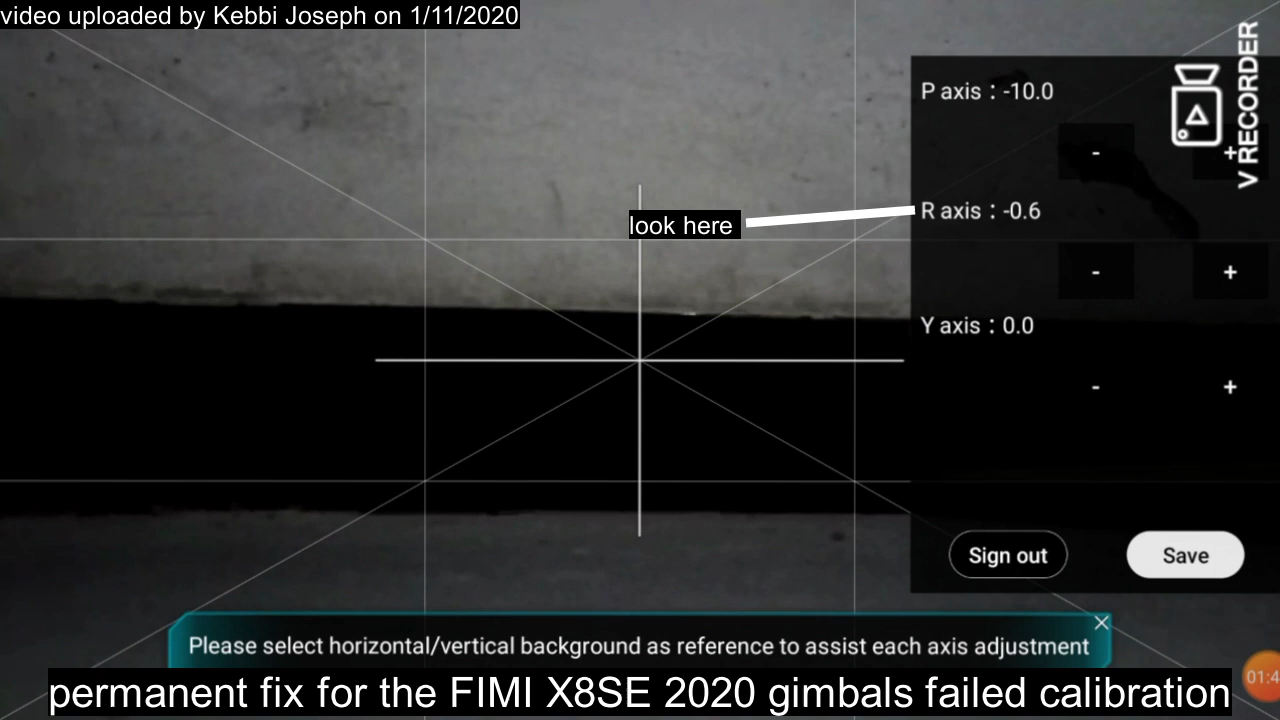 video uploaded by Kebbi Joseph on 1/11/2020
V RECORDER
P axis：-10.0
- +
look here
R axis：-0.6
- +
Y axis：0.0
- +
Sign out Save
Please select horizontal/vertical background as reference to assist each axis adjustment
permanent fix for the FIMI X8SE 2020 gimbals failed calibration